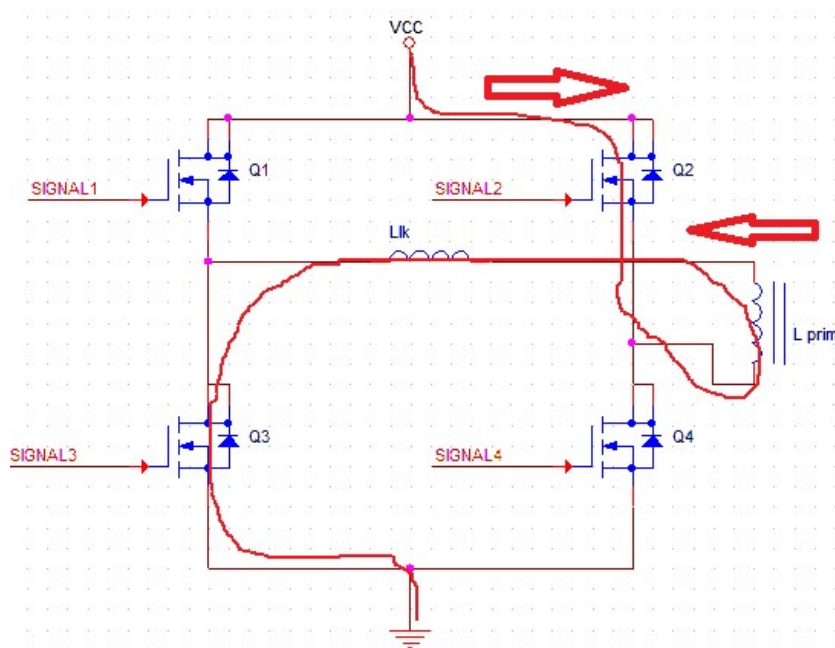 VCC
SIGNAL1
Q1
SIGNAL2
Q2
Llk
L prim
SIGNAL3
Q3
SIGNAL4
Q4